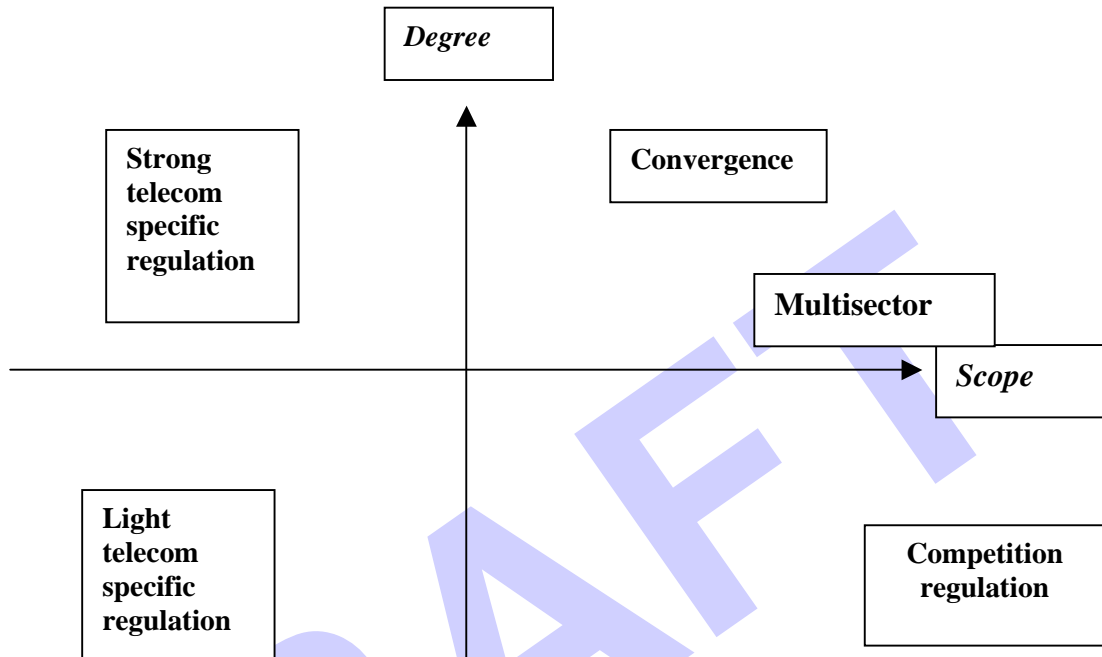 Degree
Strong
telecom
specific
regulation
Convergence
Multisector
Scope
Light
telecom
specific
regulation
Competition
regulation
DRAFT